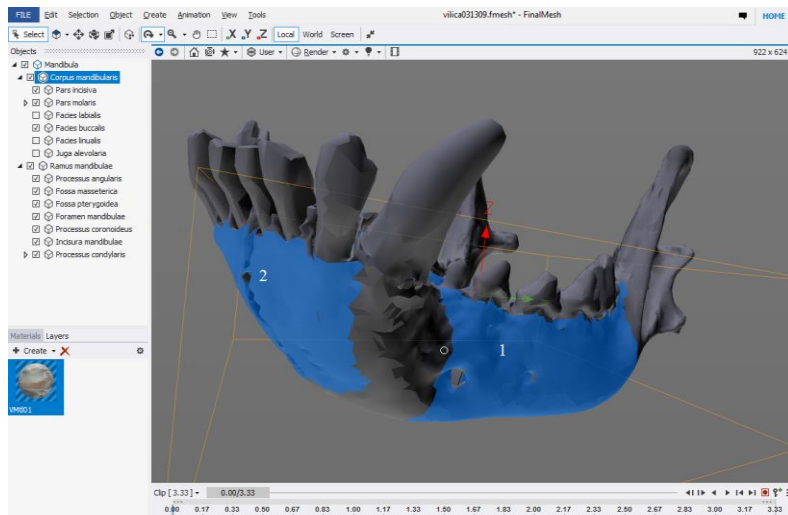 FILE Edit Selection Object Create Animation View Tools vilica031309.fmesh* - FinalMesh HOME
Select X Y Z Local World Screen
Objects User Render 922 x 624
Mandibula
Corpus mandibularis
Pars incisiva
Pars molaris
Facies labialis
Facies buccalis
Facies linualis
Juga alevolaria
Ramus mandibulae
Processus angularis
Fossa masseterica
Fossa pterygoidea
Foramen mandibulae
Processus coronoideus
Incisura mandibulae
Processus condylaris
Z
2
1
Materials Layers
Create
VMtl01
Clip [ 3.33 ] 0.00/3.33
0.00 0.17 0.33 0.50 0.67 0.83 1.00 1.17 1.33 1.50 1.67 1.83 2.00 2.17 2.33 2.50 2.67 2.83 3.00 3.17 3.33